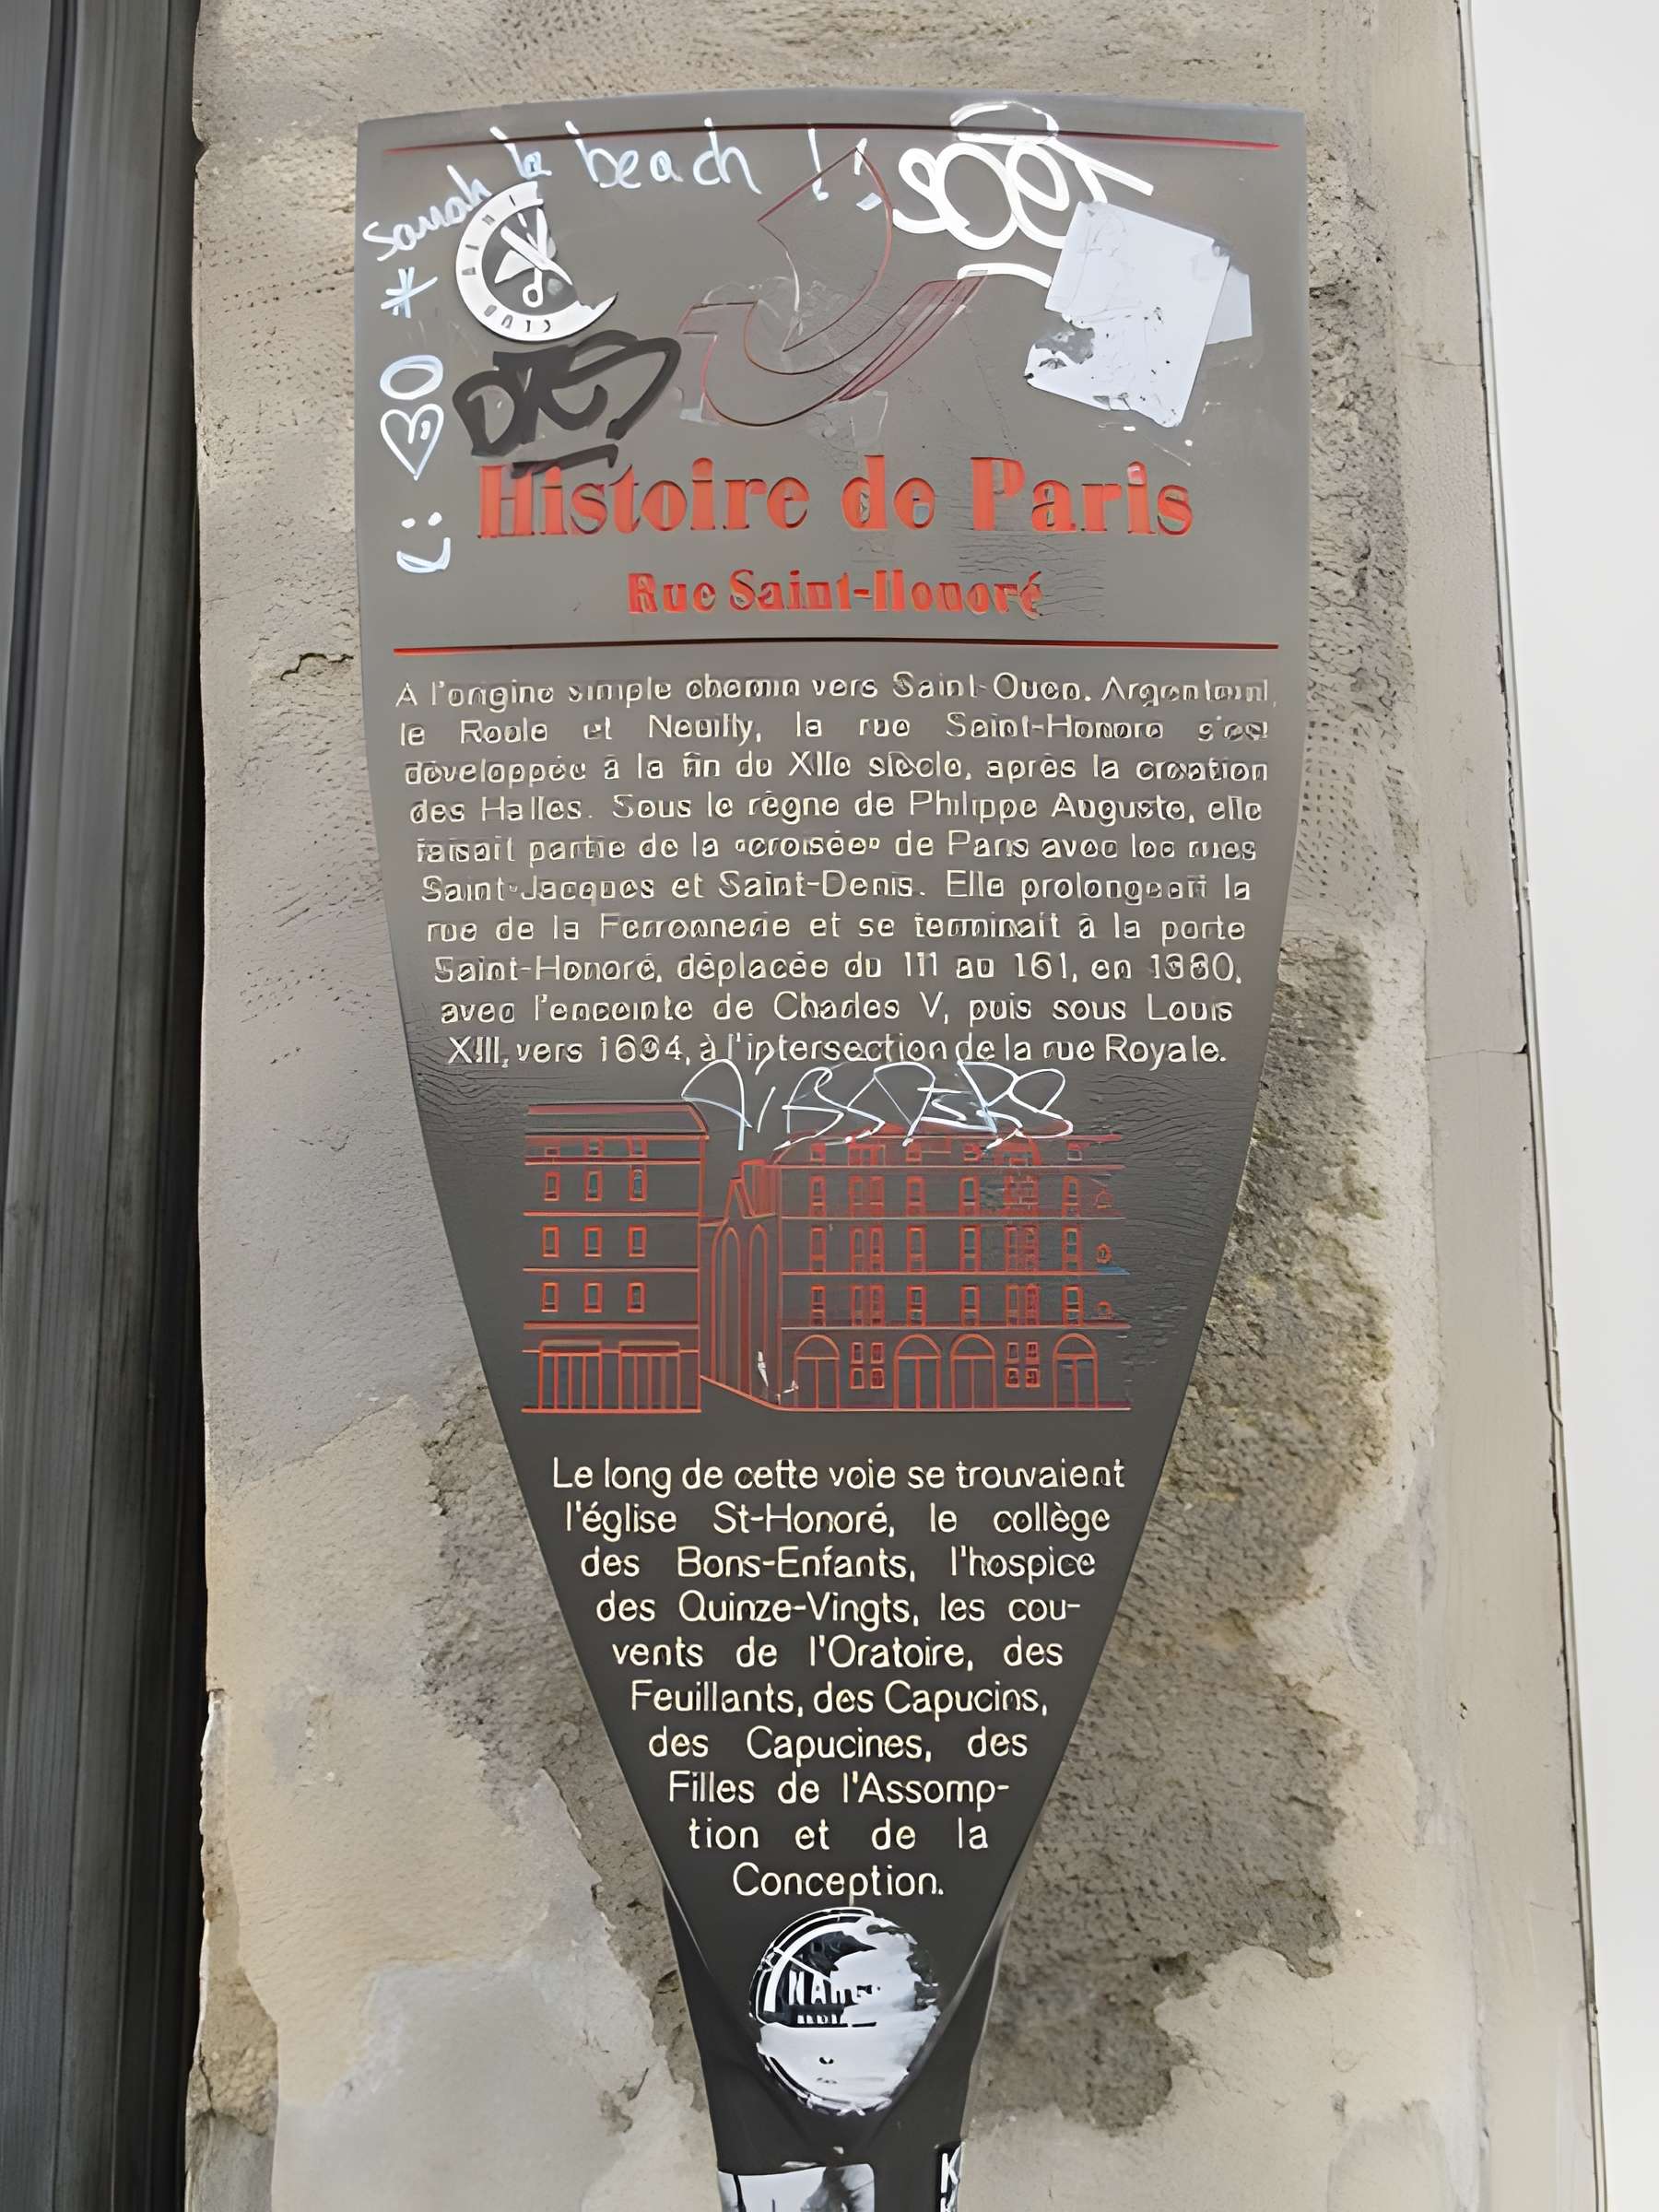 Sarah la beach !!
CLUB
Histoire de Paris
Rue Saint-Honoré
A l'origine simple chemin vers Saint-Ouen, Argenteuil,
le Roule et Neuilly, la rue Saint-Honoré s'est
développée à la fin du XIIe siècle, après la création
des Halles. Sous le règne de Philippe Auguste, elle
faisait partie de la «croisée» de Paris avec les rues
Saint-Jacques et Saint-Denis. Elle prolongeait la
rue de la Ferronnerie et se terminait à la porte
Saint-Honoré, déplacée du 111 au 161, en 1380,
avec l'enceinte de Charles V, puis sous Louis
XIII, vers 1634, à l'intersection de la rue Royale.
Le long de cette voie se trouvaient
l'église St-Honoré, le collège
des Bons-Enfants, l'hospice
des Quinze-Vingts, les cou-
vents de l'Oratoire, des
Feuillants, des Capucins,
des Capucines, des
Filles de l'Assomp-
tion et de la
Conception.